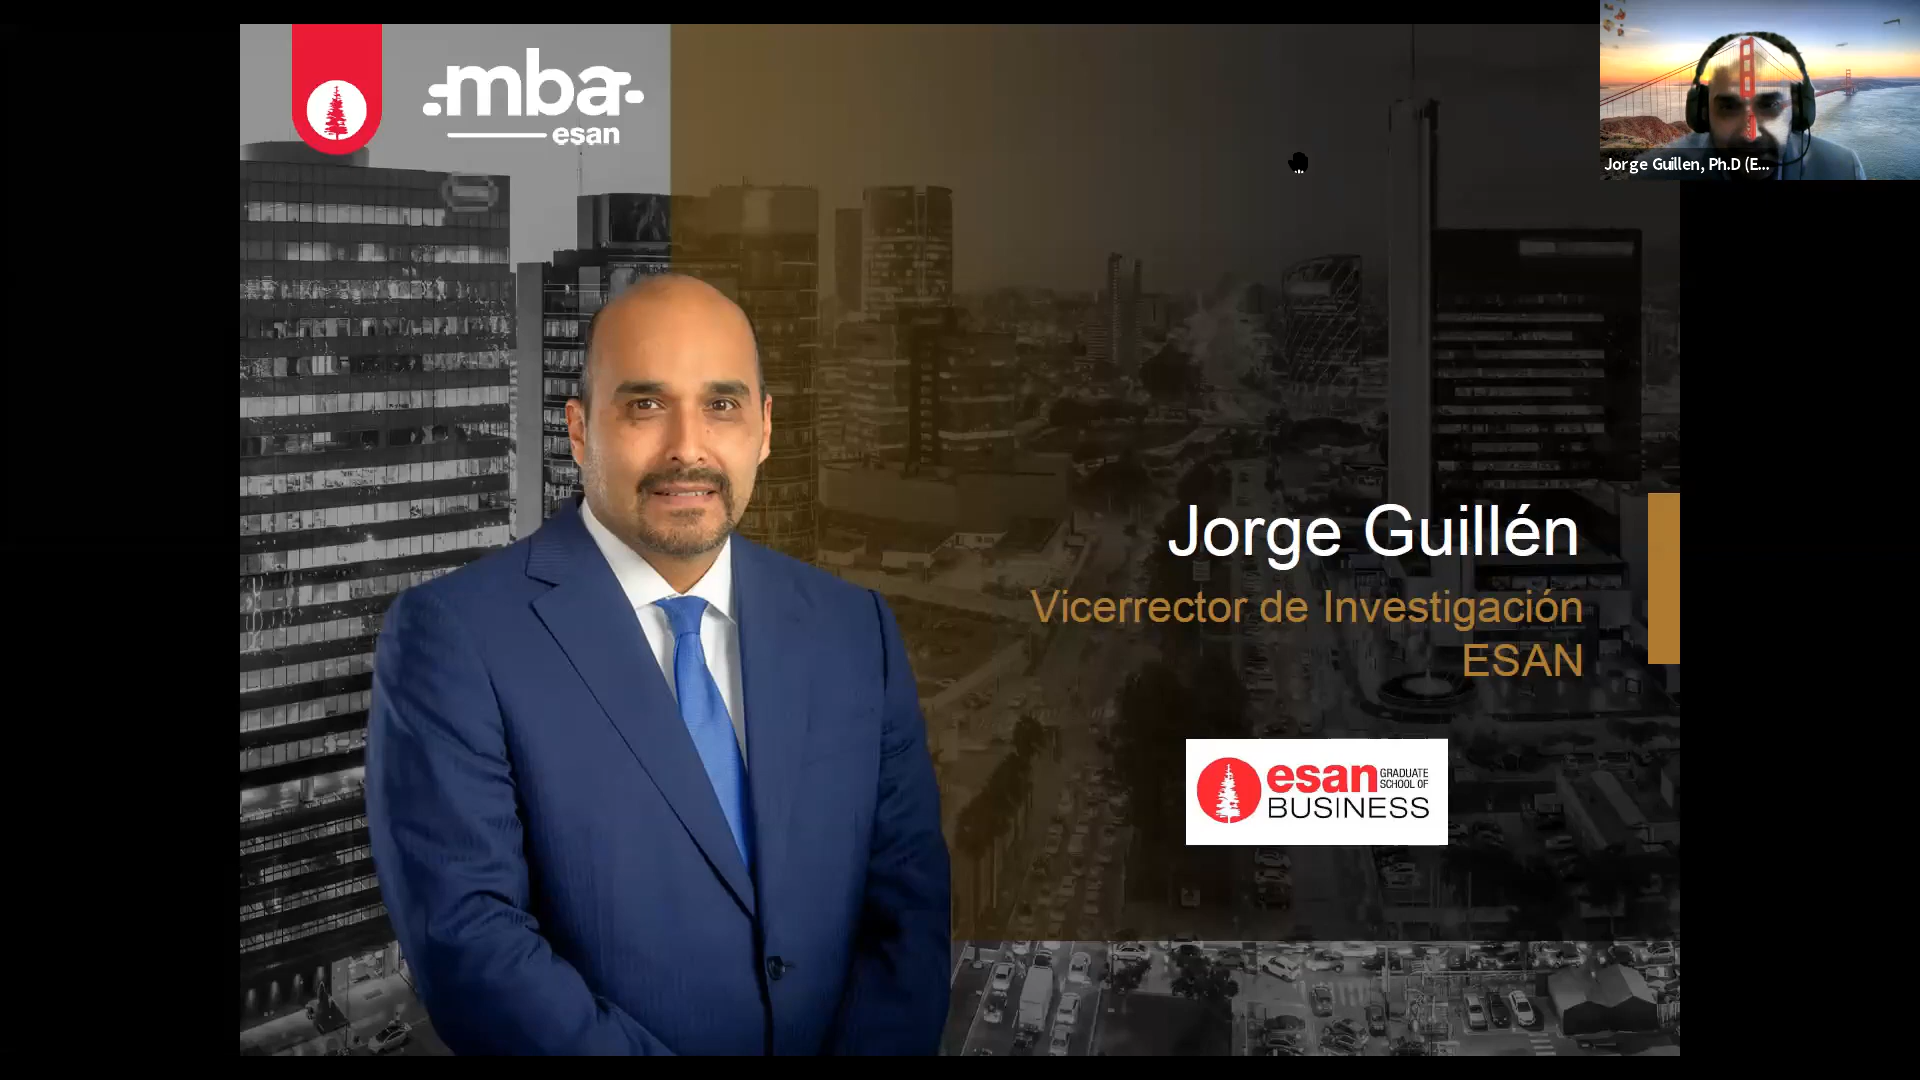 mba
esan
Jorge Guillen, Ph.D (E...
Jorge Guillén
Vicerrector de Investigación
ESAN
esan GRADUATE
SCHOOL OF
BUSINESS